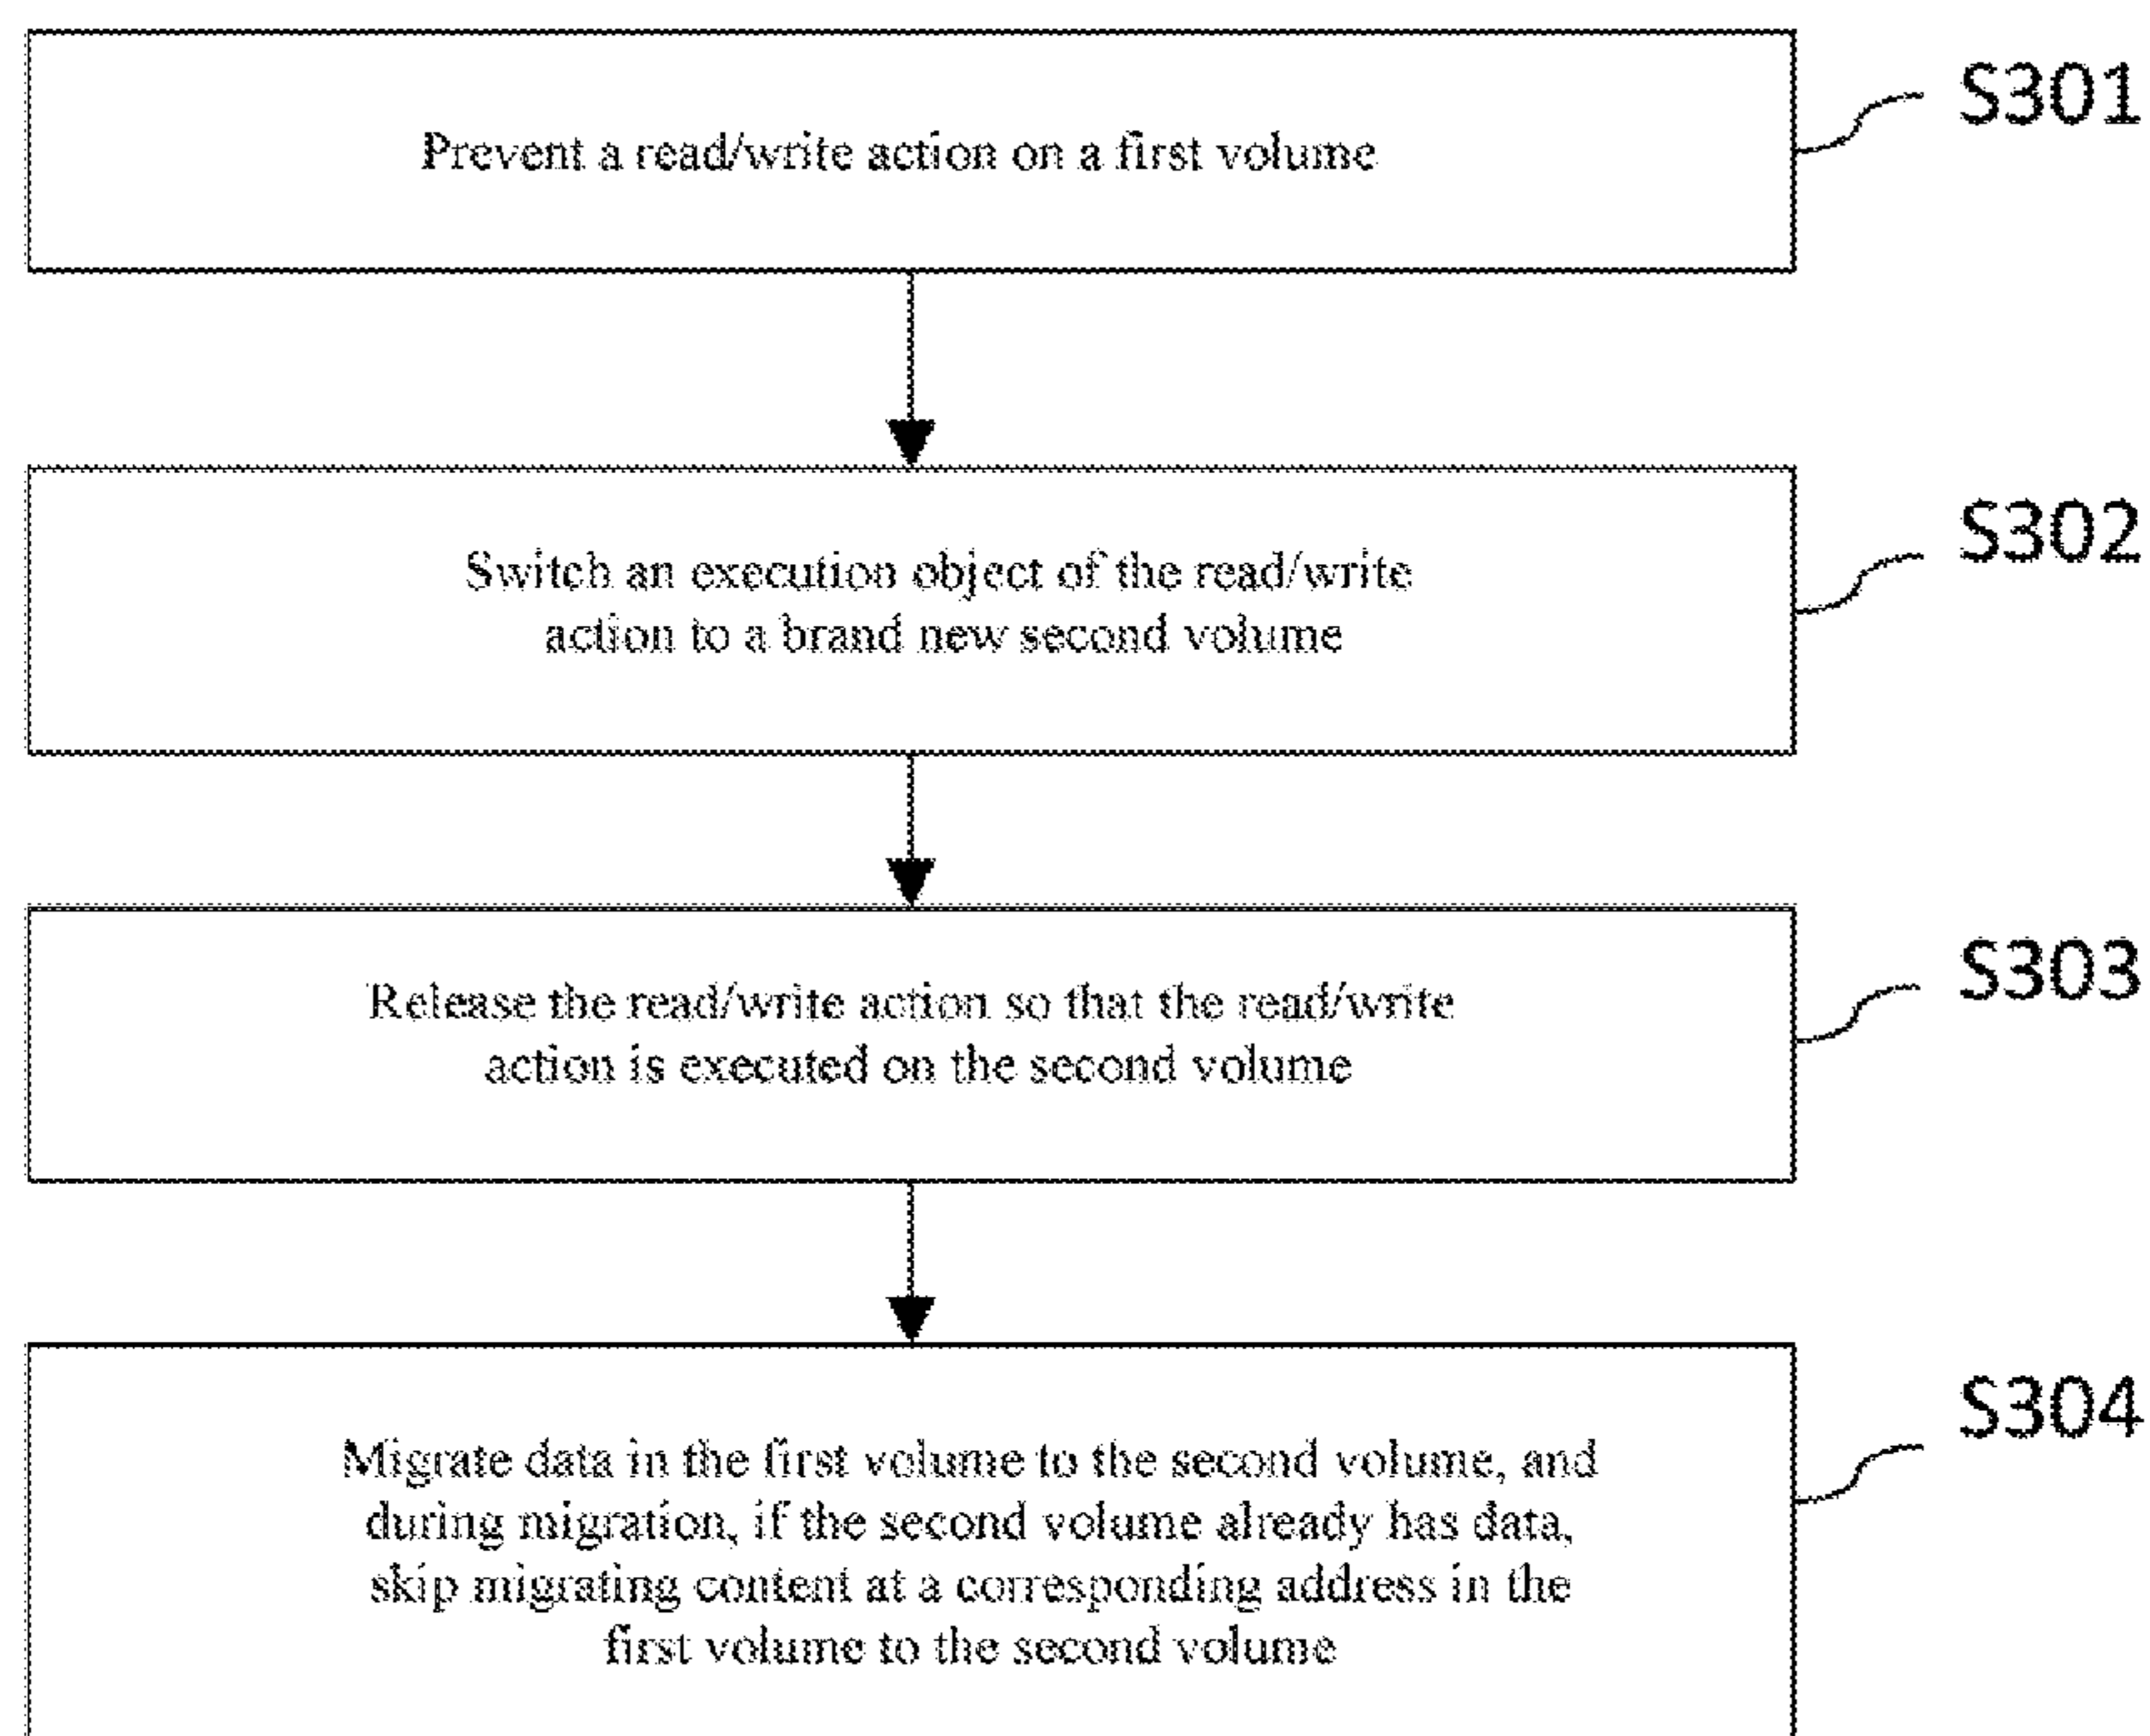 Prevent a read/write action on a first volume
S301
Switch an execution object of the read/write
action to a brand new second volume
S302
Release the read/write action so that the read/write
action is executed on the second volume
S303
Migrate data in the first volume to the second volume, and
during migration, if the second volume already has data,
skip migrating content at a corresponding address in the
first volume to the second volume
S304